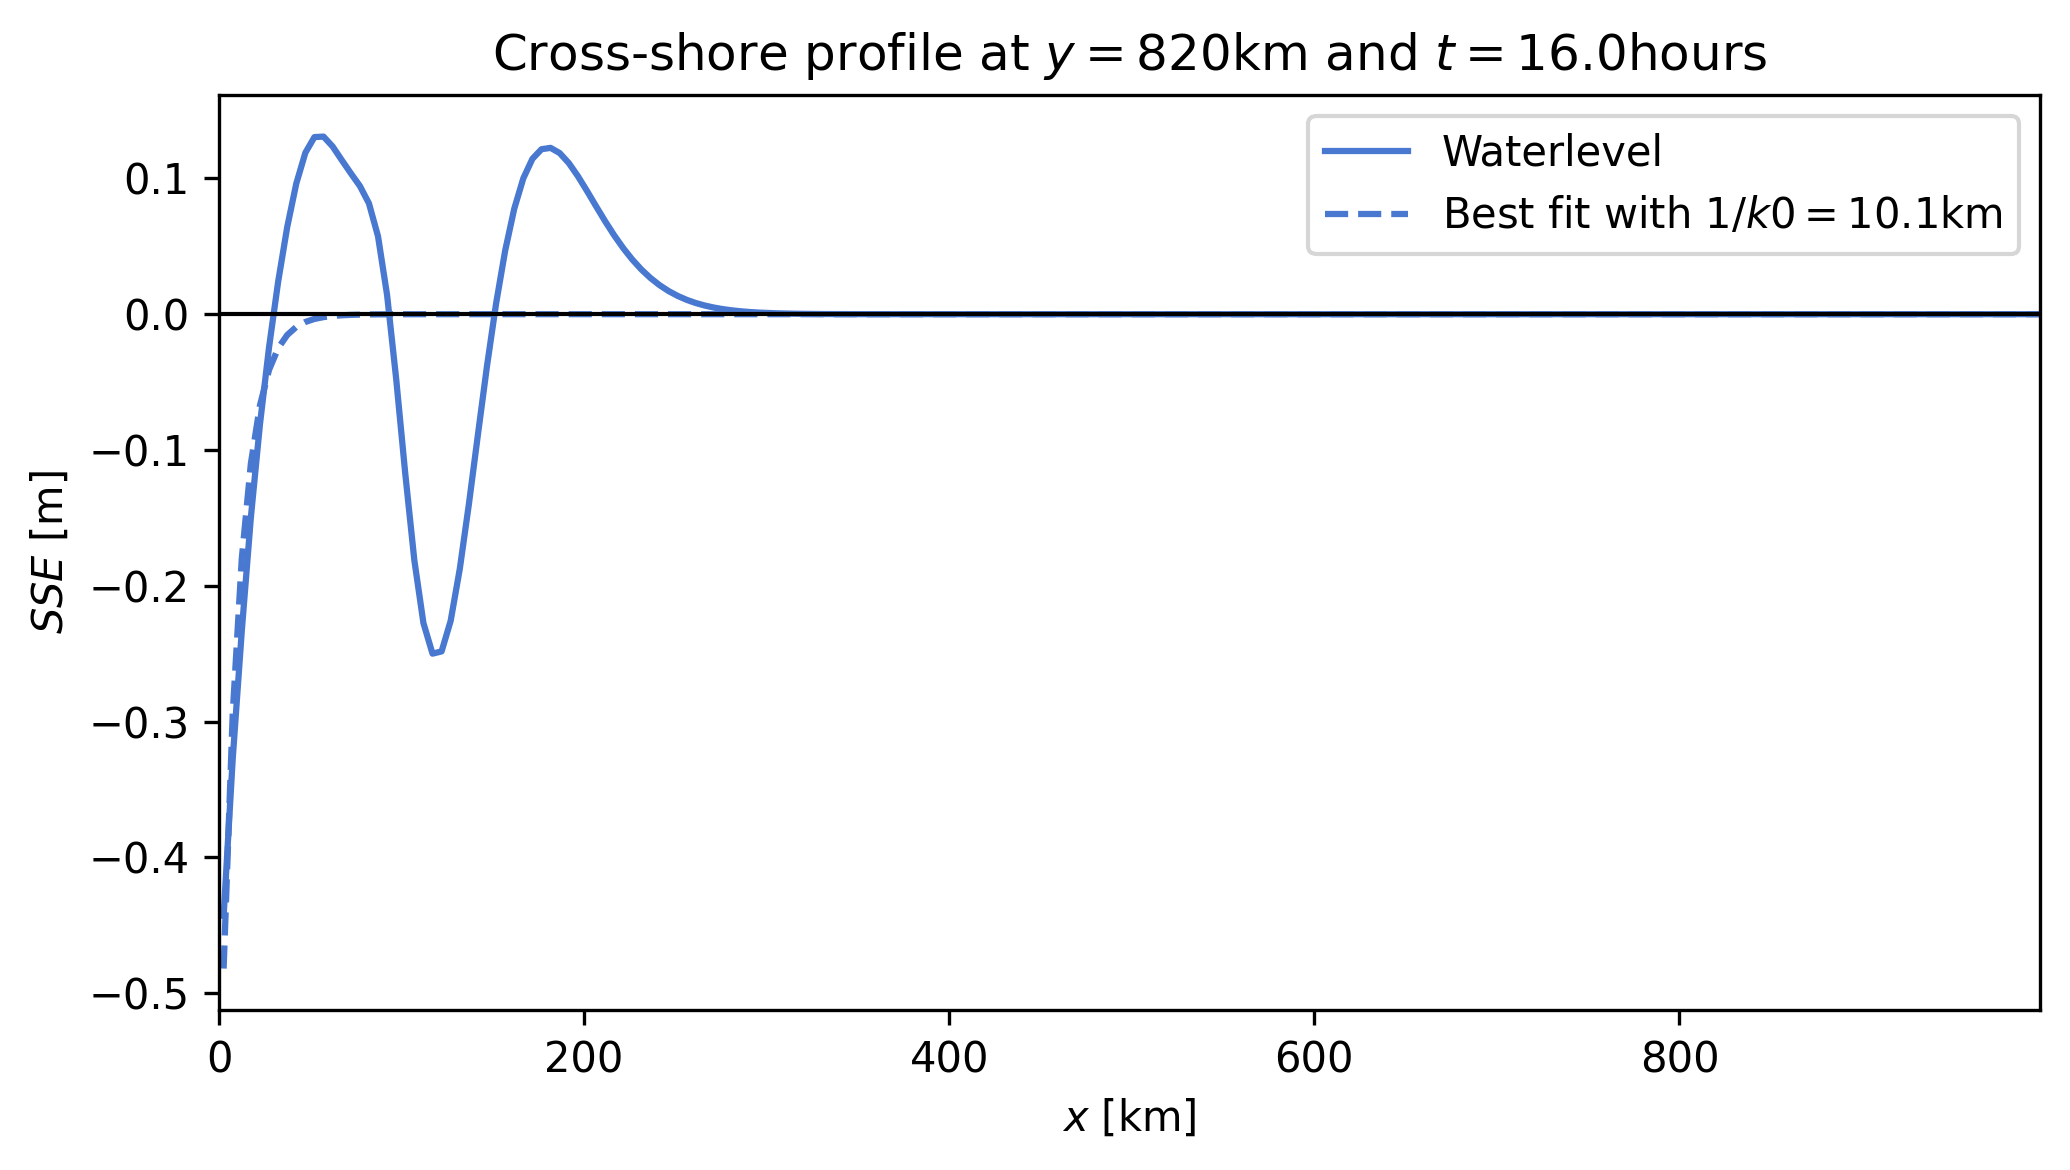 Cross-shore profile at y = 820km and t = 16.0hours
Waterlevel
Best fit with 1/k0 = 10.1km
0.1
0.0
−0.1
−0.2
−0.3
−0.4
−0.5
SSE [m]
0 200 400 600 800
x [km]